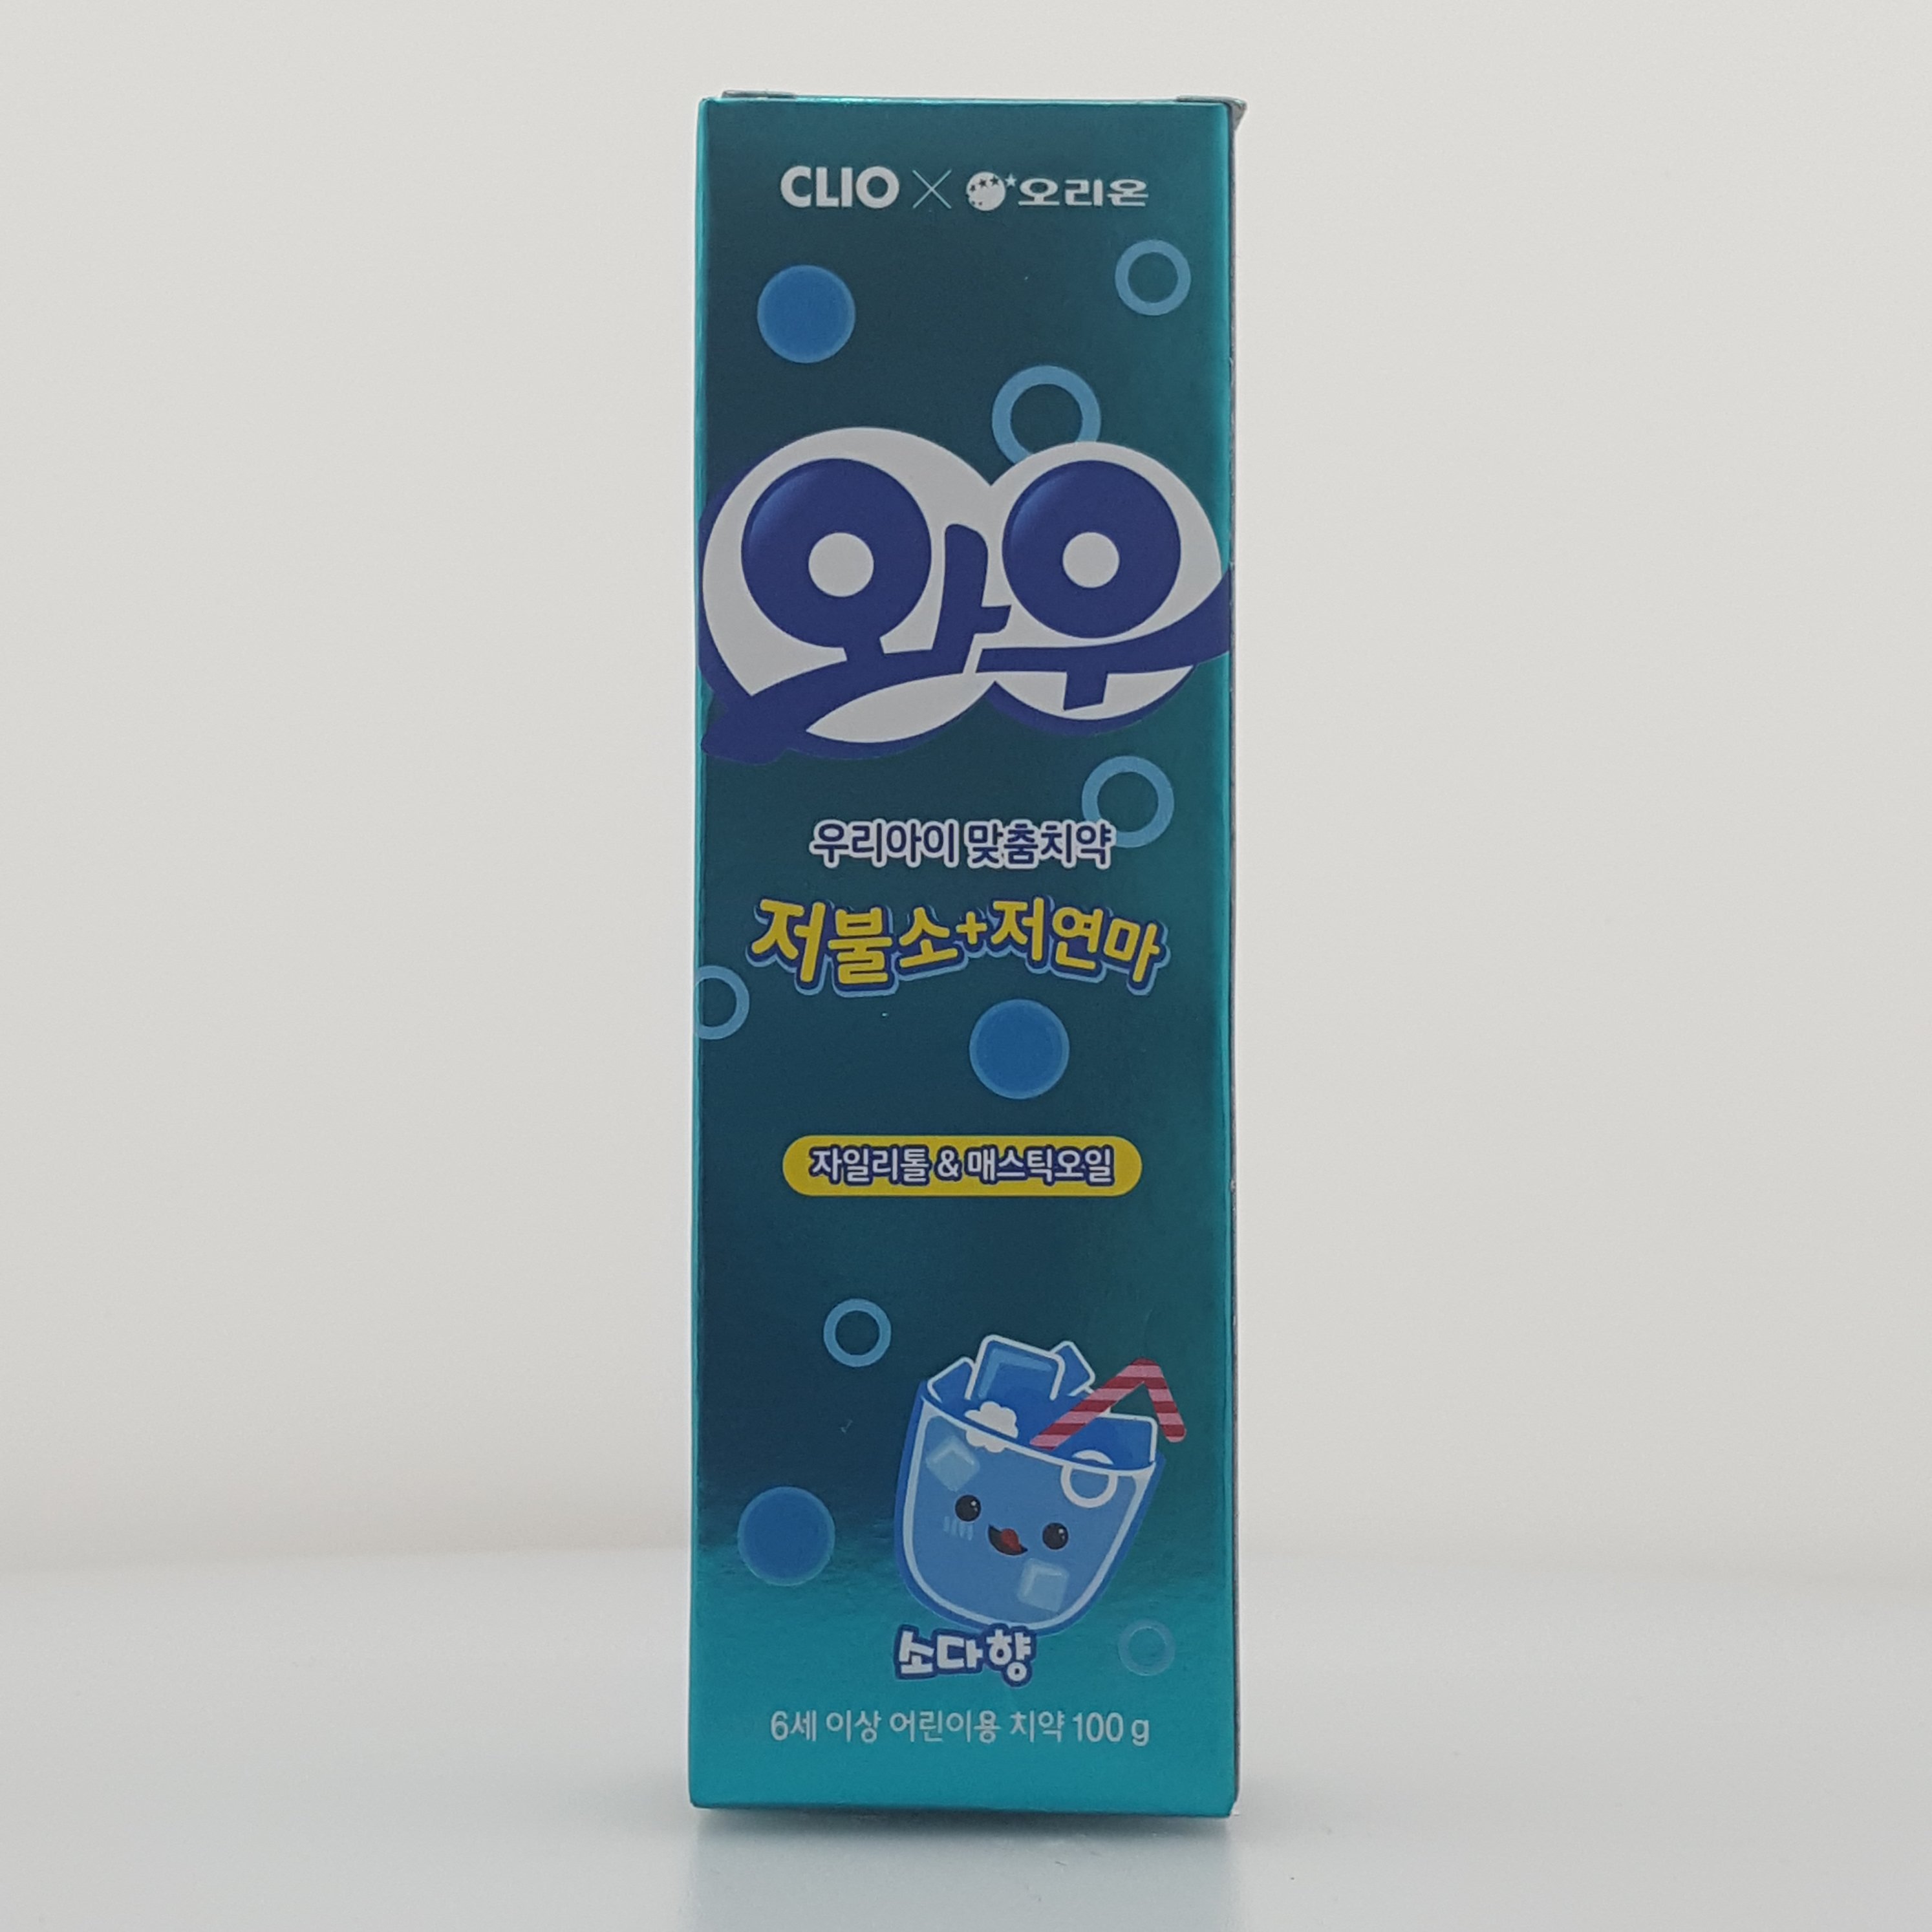 CLIO X 오리온
와우
우리아이 맞춤치약
저불소+저연마
자일리톨 & 매스틱오일
소다향
6세 이상 어린이용 치약 100 g